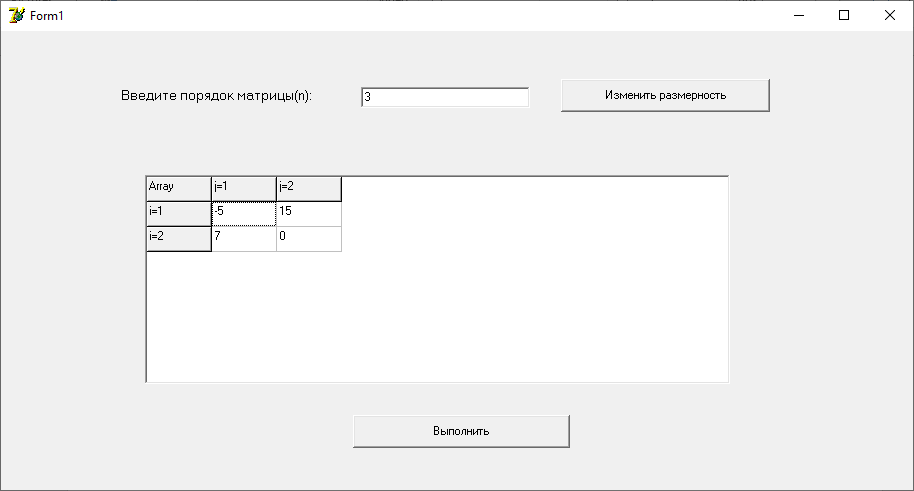 Form1
Введите порядок матрицы(n): 3 Изменить размерность
Array j=1 j=2
i=1 -5 15
i=2 7 0
Выполнить